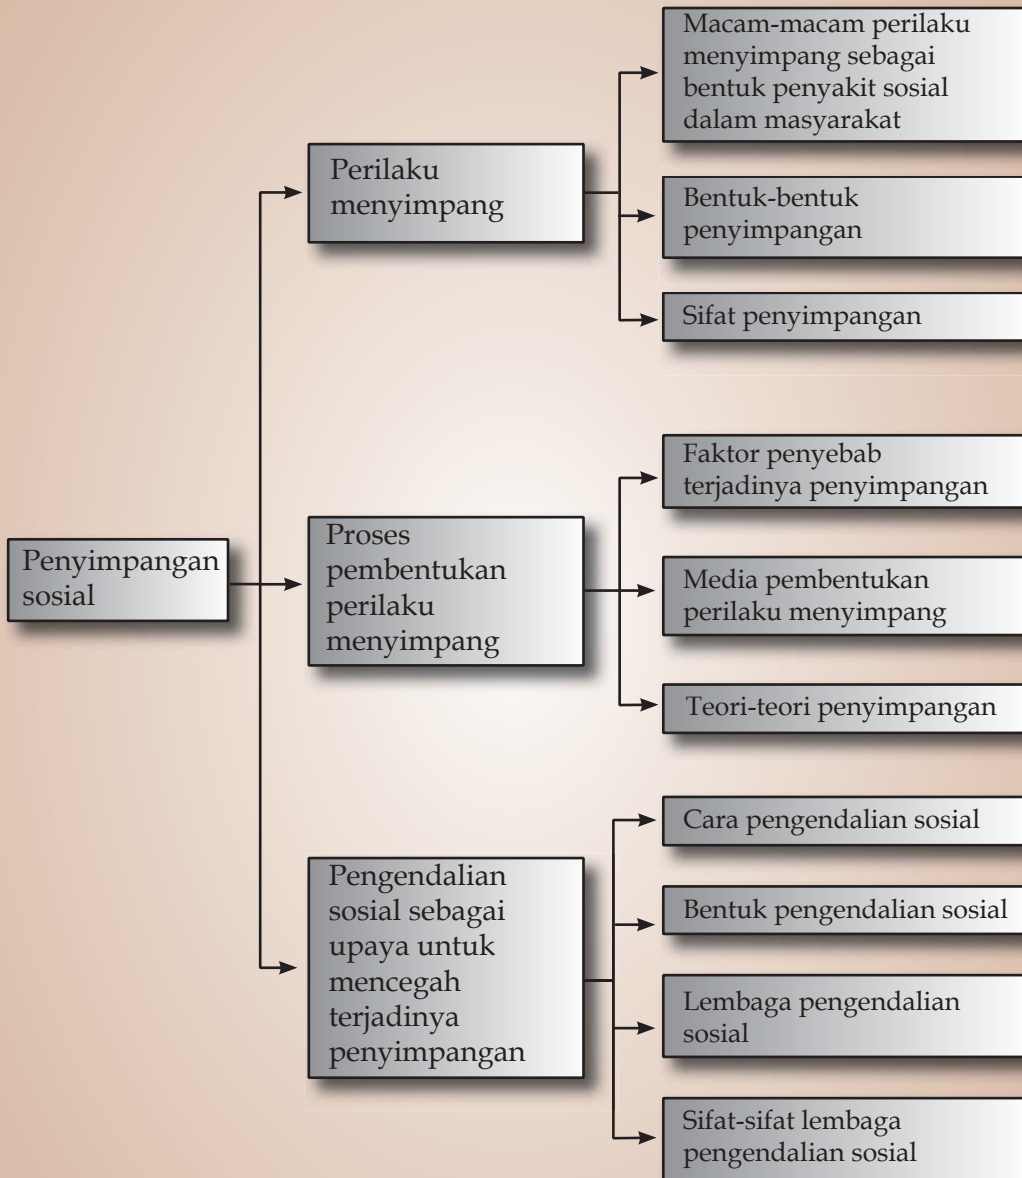 Penyimpangan
sosial
Perilaku
menyimpang
Macam-macam perilaku
menyimpang sebagai
bentuk penyakit sosial
dalam masyarakat
Bentuk-bentuk
penyimpangan
Sifat penyimpangan
Proses
pembentukan
perilaku
menyimpang
Faktor penyebab
terjadinya penyimpangan
Media pembentukan
perilaku menyimpang
Teori-teori penyimpangan
Pengendalian
sosial sebagai
upaya untuk
mencegah
terjadinya
penyimpangan
Cara pengendalian sosial
Bentuk pengendalian sosial
Lembaga pengendalian
sosial
Sifat-sifat lembaga
pengendalian sosial